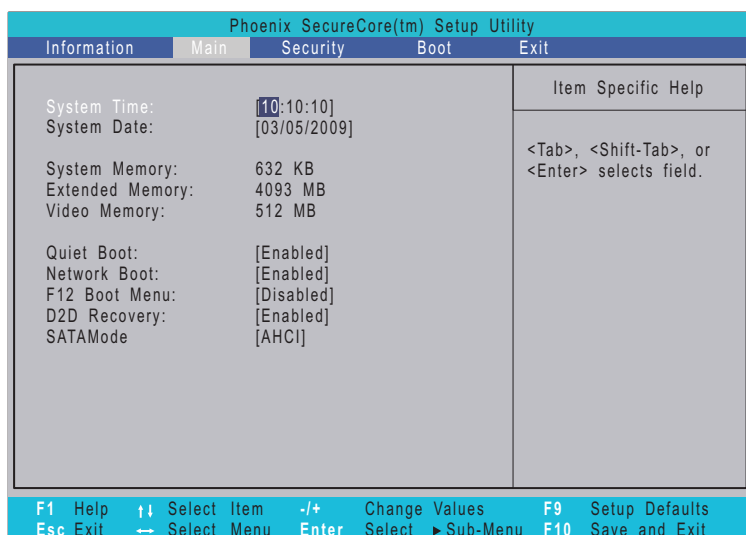 Phoenix SecureCore(tm) Setup Utility
Information Main Security Boot Exit
Item Specific Help
System Time: [10:10:10]
System Date: [03/05/2009]
<Tab>, <Shift-Tab>, or
<Enter> selects field.
System Memory: 632 KB
Extended Memory: 4093 MB
Video Memory: 512 MB
Quiet Boot: [Enabled]
Network Boot: [Enabled]
F12 Boot Menu: [Disabled]
D2D Recovery: [Enabled]
SATAMode [AHCI]
F1 Help ↑↓ Select Item -/+ Change Values F9 Setup Defaults
Esc Exit ↔ Select Menu Enter Select ▸Sub-Menu F10 Save and Exit